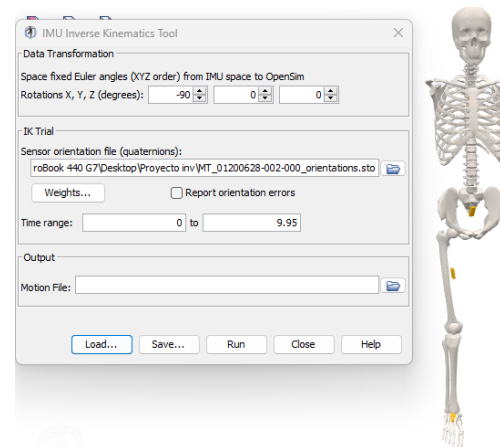 IMU Inverse Kinematics Tool
Data Transformation
Space fixed Euler angles (XYZ order) from IMU space to OpenSim
Rotations X, Y, Z (degrees): -90 0 0
IK Trial
Sensor orientation file (quaternions):
roBook 440 G7\Desktop\Proyecto inv\MT_01200628-002-000_orientations.sto
Weights... Report orientation errors
Time range: 0 to 9.95
Output
Motion File:
Load... Save... Run Close Help